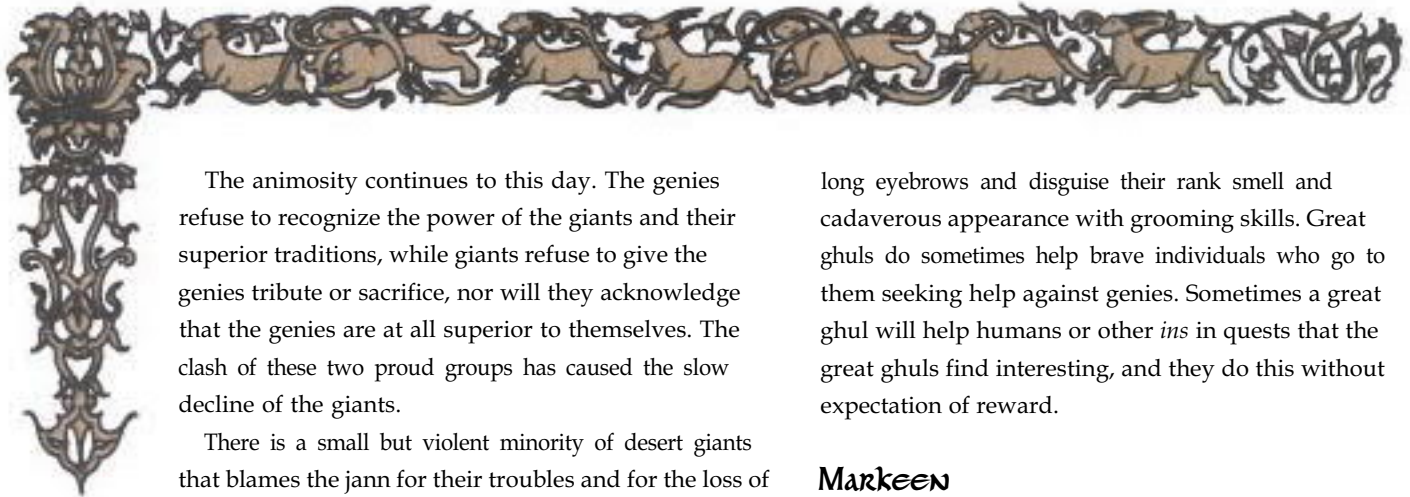 The animosity continues to this day. The genies
refuse to recognize the power of the giants and their
superior traditions, while giants refuse to give the
genies tribute or sacrifice, nor will they acknowledge
that the genies are at all superior to themselves. The
clash of these two proud groups has caused the slow
decline of the giants.
There is a small but violent minority of desert giants
that blames the jann for their troubles and for the loss of
long eyebrows and disguise their rank smell and
cadaverous appearance with grooming skills. Great
ghuls do sometimes help brave individuals who go to
them seeking help against genies. Sometimes a great
ghul will help humans or other ins in quests that the
great ghuls find interesting, and they do this without
expectation of reward.
Markeen